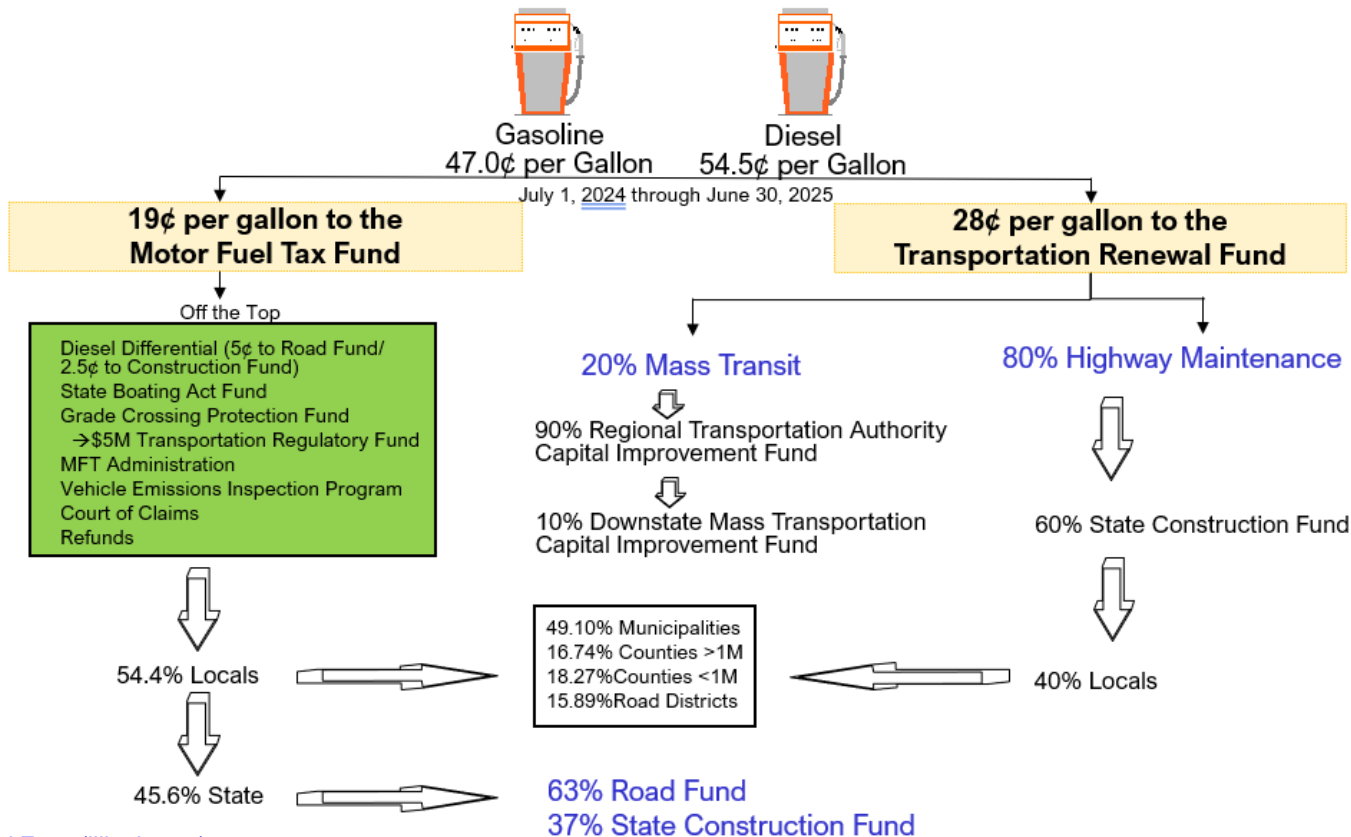 Gasoline
47.0¢ per Gallon
Diesel
54.5¢ per Gallon
July 1, 2024 through June 30, 2025
19¢ per gallon to the
Motor Fuel Tax Fund
28¢ per gallon to the
Transportation Renewal Fund
Off the Top
Diesel Differential (5¢ to Road Fund/
2.5¢ to Construction Fund)
State Boating Act Fund
Grade Crossing Protection Fund
→$5M Transportation Regulatory Fund
MFT Administration
Vehicle Emissions Inspection Program
Court of Claims
Refunds
54.4% Locals
45.6% State
20% Mass Transit
90% Regional Transportation Authority
Capital Improvement Fund
10% Downstate Mass Transportation
Capital Improvement Fund
80% Highway Maintenance
60% State Construction Fund
40% Locals
49.10% Municipalities
16.74% Counties >1M
18.27%Counties <1M
15.89%Road Districts
63% Road Fund
37% State Construction Fund